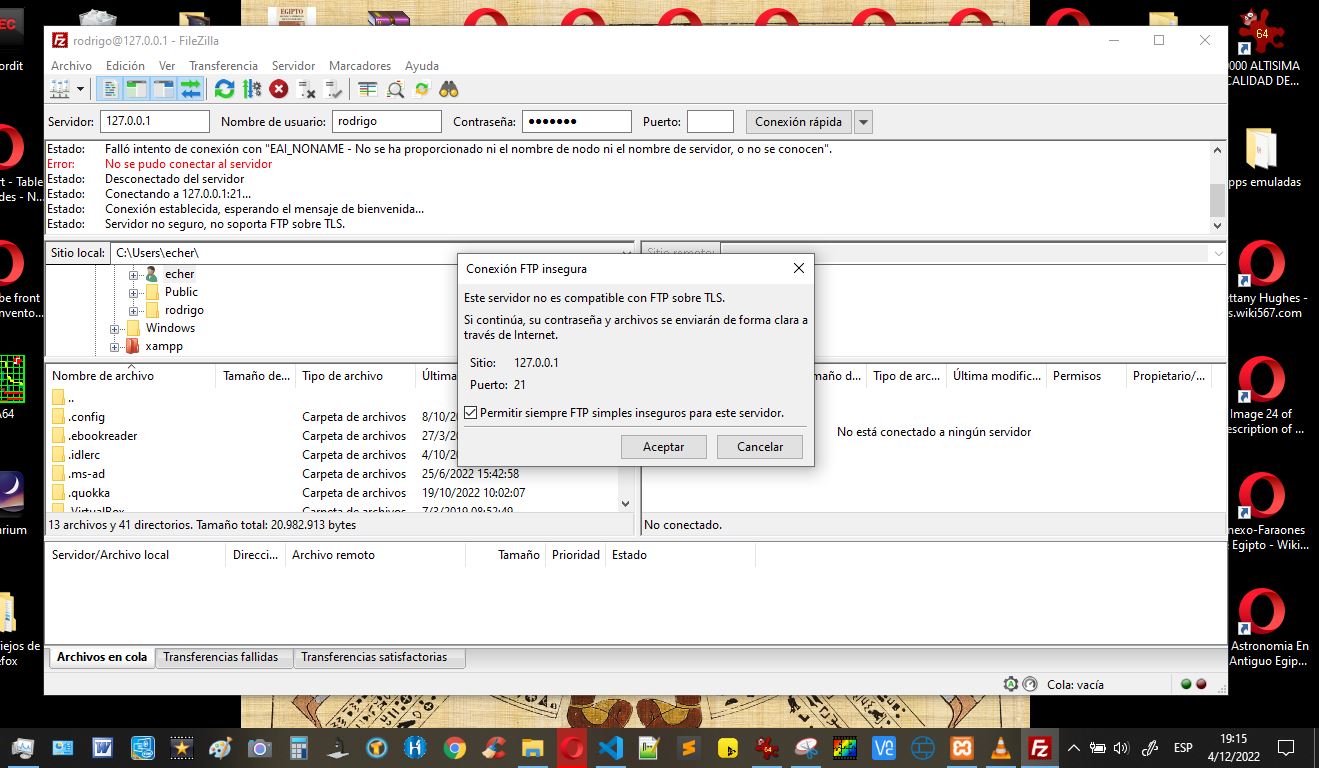 EGIPTO
rodrigo@127.0.0.1 - FileZilla
Archivo Edición Ver Transferencia Servidor Marcadores Ayuda
Servidor: 127.0.0.1 Nombre de usuario: rodrigo Contraseña: ●●●●●●● Puerto: Conexión rápida
Estado: Falló intento de conexión con "EAI_NONAME - No se ha proporcionado ni el nombre de nodo ni el nombre de servidor, o no se conocen".
Error: No se pudo conectar al servidor
Estado: Desconectado del servidor
Estado: Conectando a 127.0.0.1:21...
Estado: Conexión establecida, esperando el mensaje de bienvenida...
Estado: Servidor no seguro, no soporta FTP sobre TLS.
Sitio local: C:\Users\echer\
Sitio remoto:
echer
Public
rodrigo
Windows
xampp
Conexión FTP insegura
Este servidor no es compatible con FTP sobre TLS.
Si continúa, su contraseña y archivos se enviarán de forma clara a
través de Internet.
Sitio: 127.0.0.1
Puerto: 21
Permitir siempre FTP simples inseguros para este servidor.
Aceptar Cancelar
Nombre de archivo Tamaño de... Tipo de archivo Última
..
.config Carpeta de archivos 8/10/20
.ebookreader Carpeta de archivos 27/3/20
.idlerc Carpeta de archivos 4/10/20
.ms-ad Carpeta de archivos 25/6/2022 15:42:58
.quokka Carpeta de archivos 19/10/2022 10:02:07
.VirtualBox Carpeta de archivos 7/3/2019 08:52:49
13 archivos y 41 directorios. Tamaño total: 20.982.913 bytes
maño d... Tipo de arc... Última modific... Permisos Propietario/...
No está conectado a ningún servidor
No conectado.
Servidor/Archivo local Direcci... Archivo remoto Tamaño Prioridad Estado
Archivos en cola Transferencias fallidas Transferencias satisfactorias
Cola: vacía
ordit
rt - Table
des - N...
be front
nvento...
A64
rium
iejos de
efox
64
000 ALTISIMA
CALIDAD DE...
pps emuladas
ttany Hughes -
s.wiki567.com
Image 24 of
escription of ...
nexo-Faraones
Egipto - Wiki...
Astronomia En
Antiguo Egip...
ESP
19:15
4/12/2022